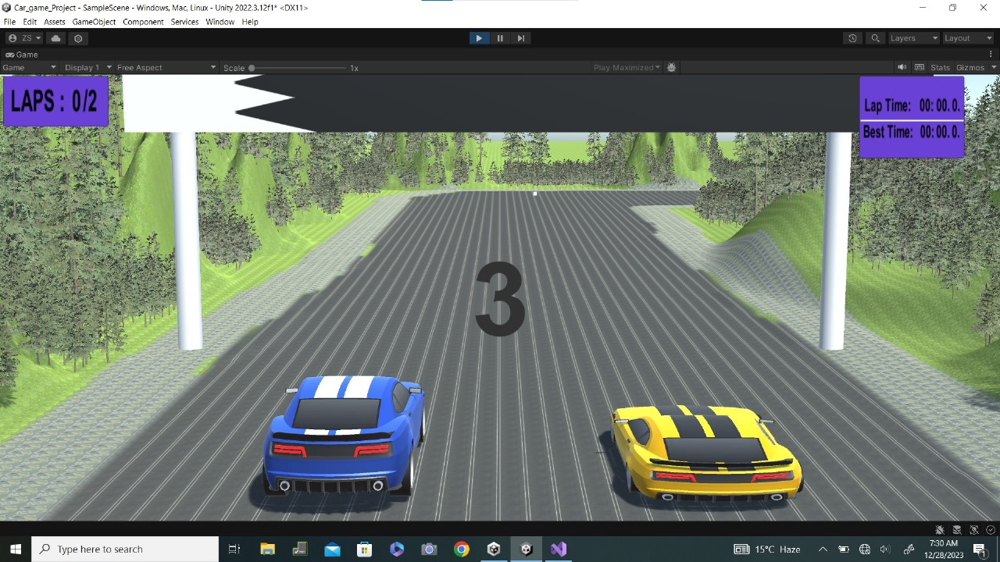 Car_game_Project - SampleScene - Windows, Mac, Linux - Unity 2022.3.12f1* <DX11>
File Edit Assets GameObject Component Services Window Help
ZS Layers Layout
Game
Game Display 1 Free Aspect Scale 1x Play Maximized Stats Gizmos
LAPS : 0/2
Lap Time: 00: 00.0.
Best Time: 00: 00.0.
3
Type here to search
15°C Haze
7:30 AM
12/28/2023
1